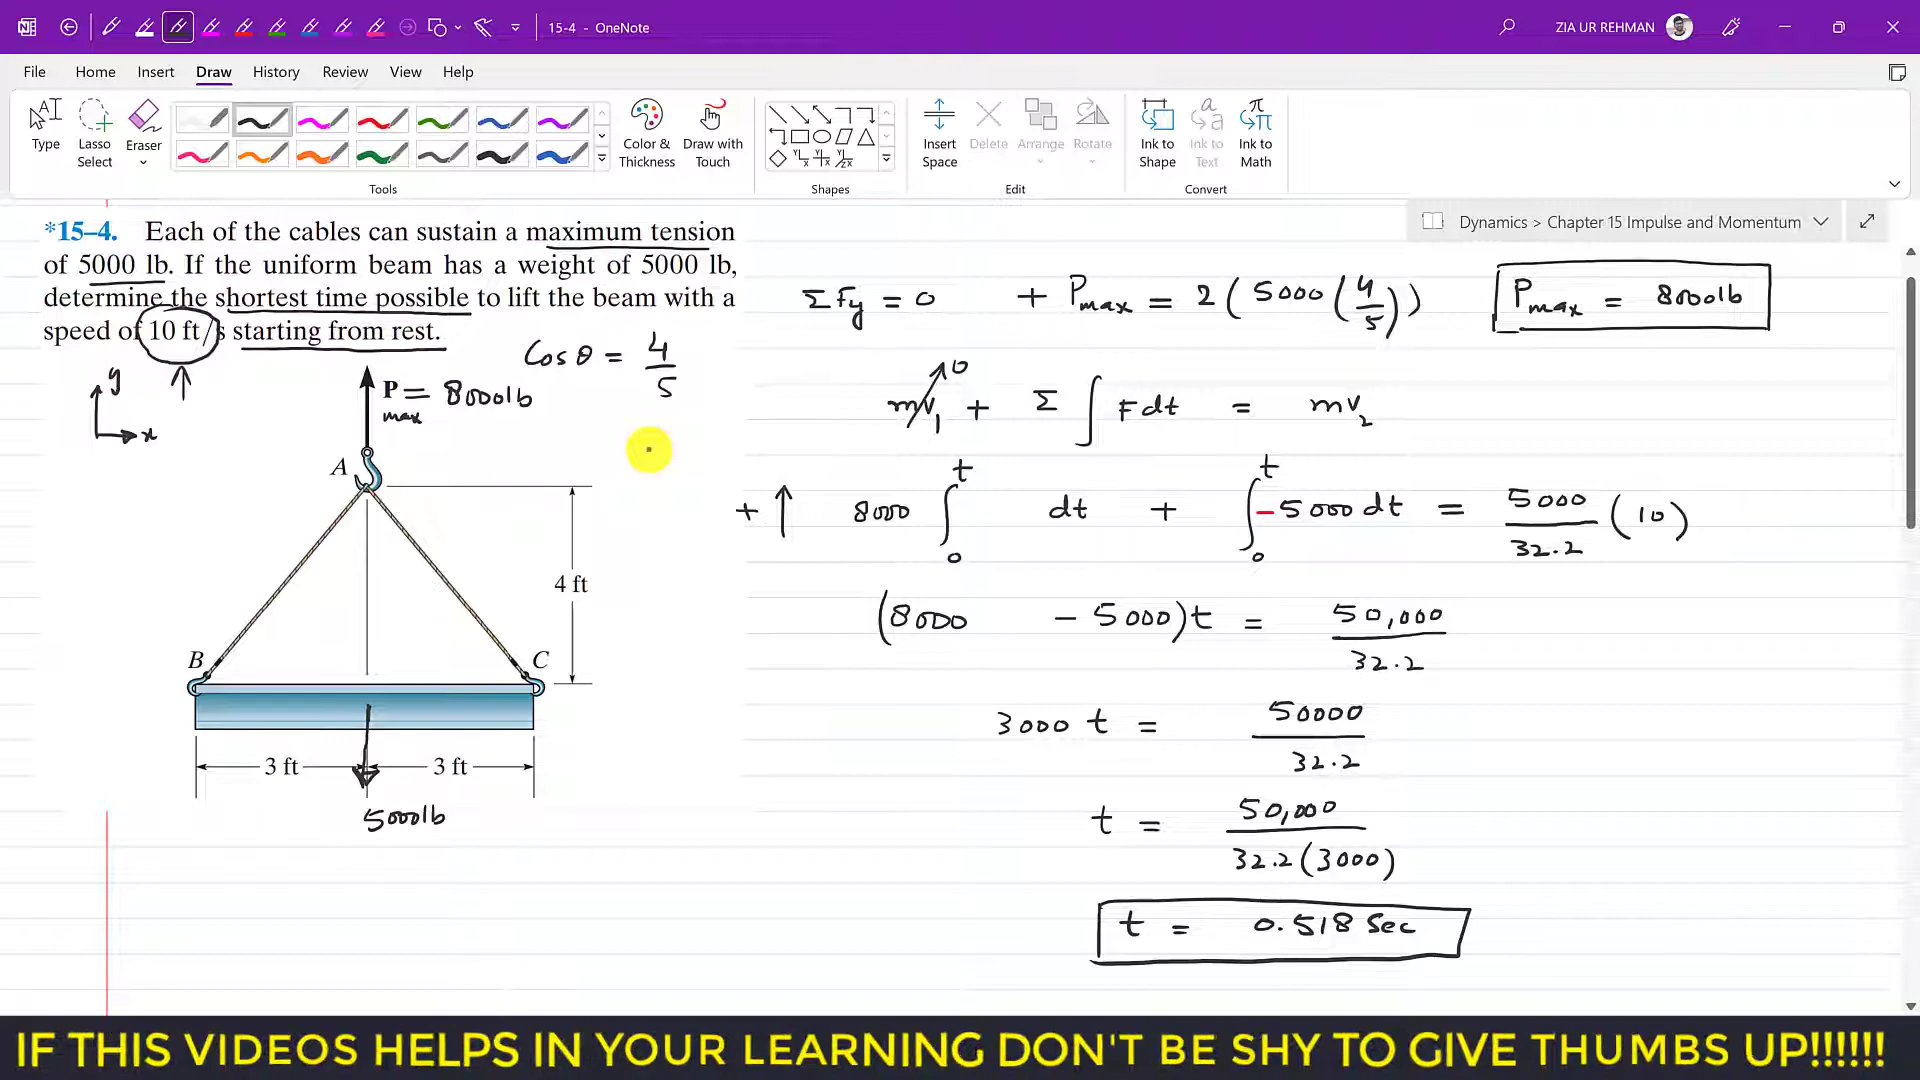 15-4 - OneNote
ZIA UR REHMAN
File Home Insert Draw History Review View Help
Type
Lasso Select
Eraser
Color & Thickness
Draw with Touch
Insert Space
Delete
Arrange
Rotate
Ink to Shape
Ink to Text
Ink to Math
Tools
Shapes
Edit
Convert
Dynamics > Chapter 15 Impulse and Momentum
*15–4. Each of the cables can sustain a maximum tension
of 5000 lb. If the uniform beam has a weight of 5000 lb,
determine the shortest time possible to lift the beam with a
speed of 10 ft/s starting from rest.
Cos θ = 4/5
y
x
P max = 8000lb
A
4 ft
B
C
3 ft
3 ft
5000lb
ΣFy = 0 + Pmax = 2(5000(4/5))
Pmax = 8000lb
mv1 0 + Σ ∫ F dt = mv2
+ ↑ 8000 ∫0^t dt + ∫0^t -5000 dt = 5000/32.2 (10)
(8000 - 5000)t = 50,000/32.2
3000 t = 50000/32.2
t = 50,000/32.2(3000)
t = 0.518 Sec
IF THIS VIDEOS HELPS IN YOUR LEARNING DON'T BE SHY TO GIVE THUMBS UP!!!!!!